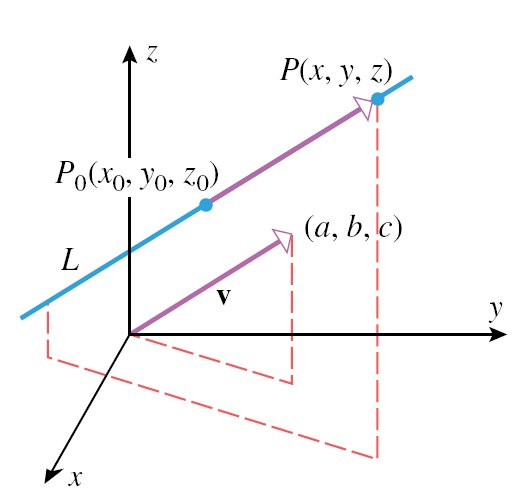 z
P(x, y, z)
P₀(x₀, y₀, z₀)
(a, b, c)
L
v
y
x